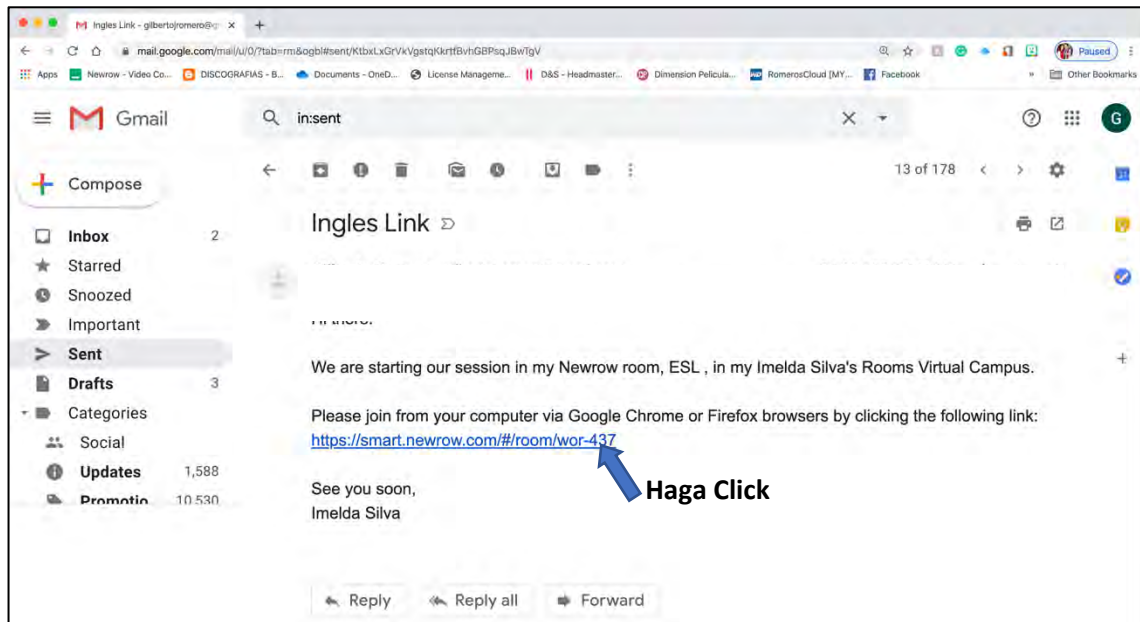 Ingles Link - gilbertojromero@g
mail.google.com/mail/u/0/?tab=rm&ogbl#sent/KtbxLxGrVkVgstqKkrtfBvhGBPsqJBwTgV
Paused
Apps Newrow - Video Co... DISCOGRAFIAS - B... Documents - OneD... License Manageme... D&S - Headmaster... Dimension Pelicula... RomerosCloud [MY... Facebook » Other Bookmarks
Gmail in:sent G
Compose 13 of 178
Ingles Link
Inbox 2
Starred
Snoozed
Important
Sent
Drafts 3
Categories
Social
Updates 1,588
Promotio 10,530
We are starting our session in my Newrow room, ESL , in my Imelda Silva's Rooms Virtual Campus.
Please join from your computer via Google Chrome or Firefox browsers by clicking the following link:
https://smart.newrow.com/#/room/wor-437
Haga Click
See you soon,
Imelda Silva
Reply Reply all Forward